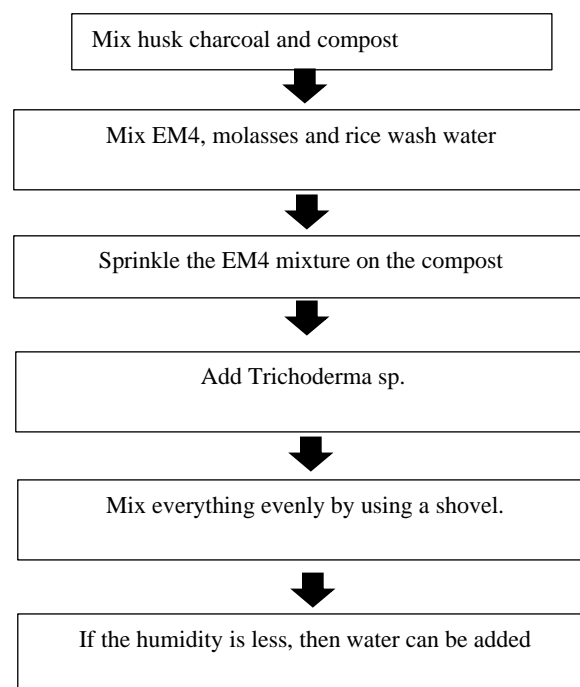 Mix husk charcoal and compost
Mix EM4, molasses and rice wash water
Sprinkle the EM4 mixture on the compost
Add Trichoderma sp.
Mix everything evenly by using a shovel.
If the humidity is less, then water can be added